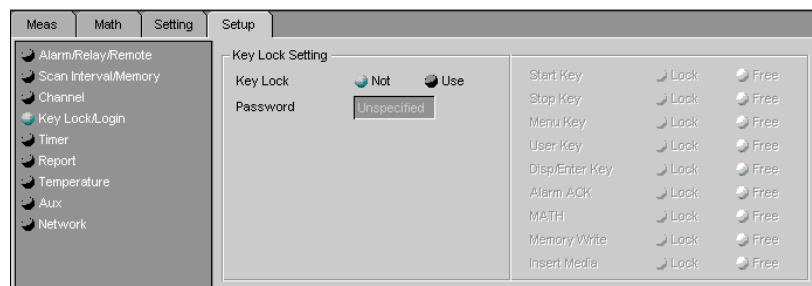 Meas Math Setting Setup
Alarm/Relay/Remote
Scan Interval/Memory
Channel
Key Lock/Login
Timer
Report
Temperature
Aux
Network
Key Lock Setting
Key Lock Not Use
Password Unspecified
Start Key Lock Free
Stop Key Lock Free
Menu Key Lock Free
User Key Lock Free
Disp/Enter Key Lock Free
Alarm ACK Lock Free
MATH Lock Free
Memory Write Lock Free
Insert Media Lock Free